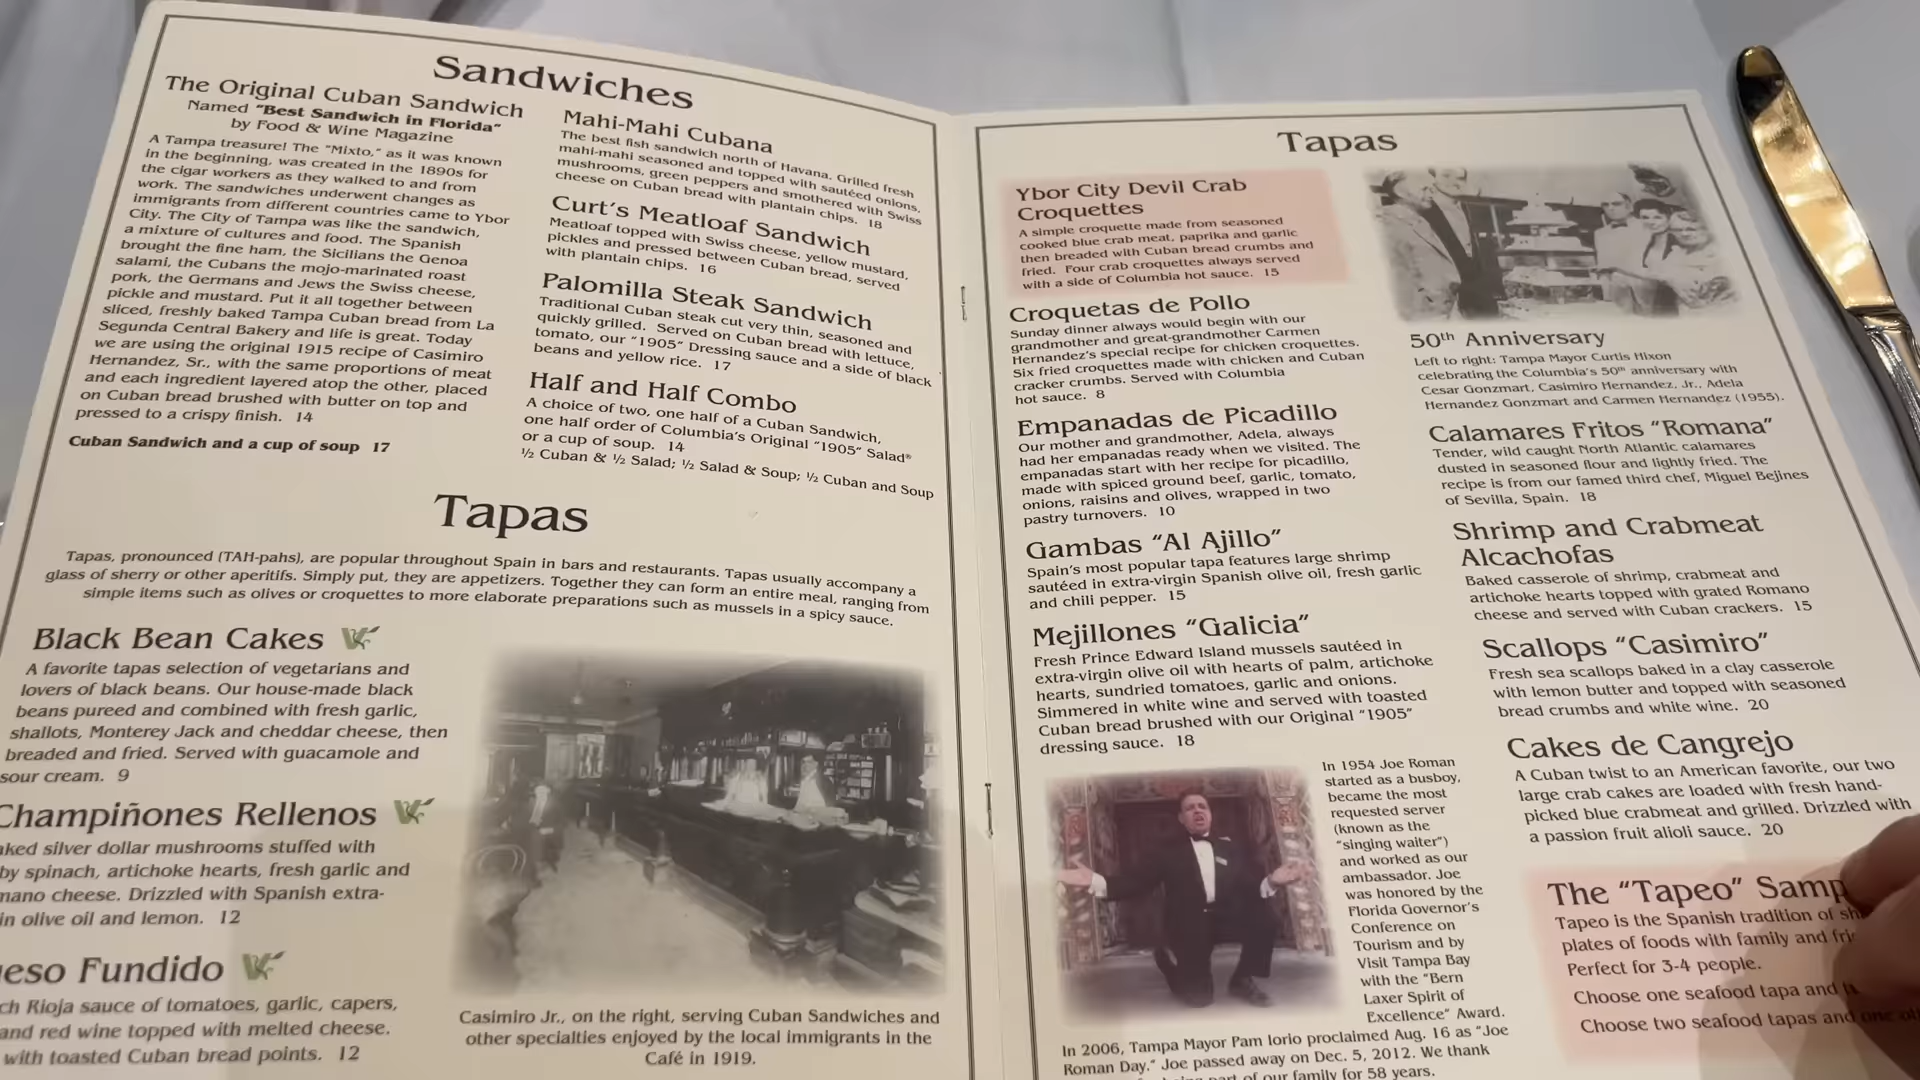 Sandwiches
The Original Cuban Sandwich
Named "Best Sandwich in Florida"
by Food & Wine Magazine
A Tampa treasure! The "Mixto," as it was known
in the beginning, was created in the 1890s for
the cigar workers as they walked to and from
work. The sandwiches underwent changes as
immigrants from different countries came to Ybor
City. The City of Tampa was like the sandwich,
a mixture of cultures and food. The Spanish
brought the fine ham, the Sicilians the Genoa
salami, the Cubans the mojo-marinated roast
pork, the Germans and Jews the Swiss cheese,
pickle and mustard. Put it all together between
sliced, freshly baked Tampa Cuban bread from La
Segunda Central Bakery and life is great. Today
we are using the original 1915 recipe of Casimiro
Hernandez, Sr., with the same proportions of meat
and each ingredient layered atop the other, placed
on Cuban bread brushed with butter on top and
pressed to a crispy finish. 14
Cuban Sandwich and a cup of soup 17
Mahi-Mahi Cubana
The best fish sandwich north of Havana. Grilled fresh
mahi-mahi seasoned and topped with sautéed onions,
mushrooms, green peppers and smothered with Swiss
cheese on Cuban bread with plantain chips. 18
Curt's Meatloaf Sandwich
Meatloaf topped with Swiss cheese, yellow mustard,
pickles and pressed between Cuban bread, served
with plantain chips. 16
Palomilla Steak Sandwich
Traditional Cuban steak cut very thin, seasoned and
quickly grilled. Served on Cuban bread with lettuce,
tomato, our "1905" Dressing sauce and a side of black
beans and yellow rice. 17
Half and Half Combo
A choice of two, one half of a Cuban Sandwich,
one half order of Columbia's Original "1905" Salad®
or a cup of soup. 14
½ Cuban & ½ Salad; ½ Salad & Soup; ½ Cuban and Soup
Tapas
Tapas, pronounced (TAH-pahs), are popular throughout Spain in bars and restaurants. Tapas usually accompany a
glass of sherry or other aperitifs. Simply put, they are appetizers. Together they can form an entire meal, ranging from
simple items such as olives or croquettes to more elaborate preparations such as mussels in a spicy sauce.
Black Bean Cakes
A favorite tapas selection of vegetarians and
lovers of black beans. Our house-made black
beans pureed and combined with fresh garlic,
shallots, Monterey Jack and cheddar cheese, then
breaded and fried. Served with guacamole and
sour cream. 9
Champiñones Rellenos
silver dollar mushrooms stuffed with
by spinach, artichoke hearts, fresh garlic and
cheese. Drizzled with Spanish extra-
olive oil and lemon. 12
Fundido
Rioja sauce of tomatoes, garlic, capers,
and red wine topped with melted cheese.
with toasted Cuban bread points. 12
Casimiro Jr., on the right, serving Cuban Sandwiches and
other specialties enjoyed by the local immigrants in the
Café in 1919.
Tapas
Ybor City Devil Crab
Croquettes
A simple croquette made from seasoned
cooked blue crab meat, paprika and garlic
then breaded with Cuban bread crumbs and
fried. Four crab croquettes always served
with a side of Columbia hot sauce. 15
Croquetas de Pollo
Sunday dinner always would begin with our
grandmother and great-grandmother Carmen
Hernandez's special recipe for chicken croquettes.
Six fried croquettes made with chicken and Cuban
cracker crumbs. Served with Columbia
hot sauce. 8
Empanadas de Picadillo
Our mother and grandmother, Adela, always
had her empanadas ready when we visited. The
empanadas start with her recipe for picadillo,
made with spiced ground beef, garlic, tomato,
onions, raisins and olives, wrapped in two
pastry turnovers. 10
Gambas "Al Ajillo"
Spain's most popular tapa features large shrimp
sautéed in extra-virgin Spanish olive oil, fresh garlic
and chili pepper. 15
Mejillones "Galicia"
Fresh Prince Edward Island mussels sautéed in
extra-virgin olive oil with hearts of palm, artichoke
hearts, sundried tomatoes, garlic and onions.
Simmered in white wine and served with toasted
Cuban bread brushed with our Original "1905"
dressing sauce. 18
In 1954 Joe Roman
started as a busboy,
became the most
requested server
(known as the
"singing waiter")
and worked as our
ambassador. Joe
was honored by the
Florida Governor's
Conference on
Tourism and by
Visit Tampa Bay
with the "Bern
Laxer Spirit of
Excellence" Award.
In 2006, Tampa Mayor Pam Iorio proclaimed Aug. 16 as "Joe
Roman Day." Joe passed away on Dec. 5, 2012. We thank
being part of our family for 58 years.
50th Anniversary
Left to right: Tampa Mayor Curtis Hixon
celebrating the Columbia's 50th anniversary with
Cesar Gonzmart, Casimiro Hernandez, Jr., Adela
Hernandez Gonzmart and Carmen Hernandez (1955).
Calamares Fritos "Romana"
Tender, wild caught North Atlantic calamares
dusted in seasoned flour and lightly fried. The
recipe is from our famed third chef, Miguel Bejines
of Sevilla, Spain. 18
Shrimp and Crabmeat
Alcachofas
Baked casserole of shrimp, crabmeat and
artichoke hearts topped with grated Romano
cheese and served with Cuban crackers. 15
Scallops "Casimiro"
Fresh sea scallops baked in a clay casserole
with lemon butter and topped with seasoned
bread crumbs and white wine. 20
Cakes de Cangrejo
A Cuban twist to an American favorite, our two
large crab cakes are loaded with fresh hand-
picked blue crabmeat and grilled. Drizzled with
a passion fruit alioli sauce. 20
The "Tapeo"
Tapeo is the Spanish tradition of
plates of foods with family and
Perfect for 3-4 people.
Choose one seafood tapa and
Choose two seafood tapas and